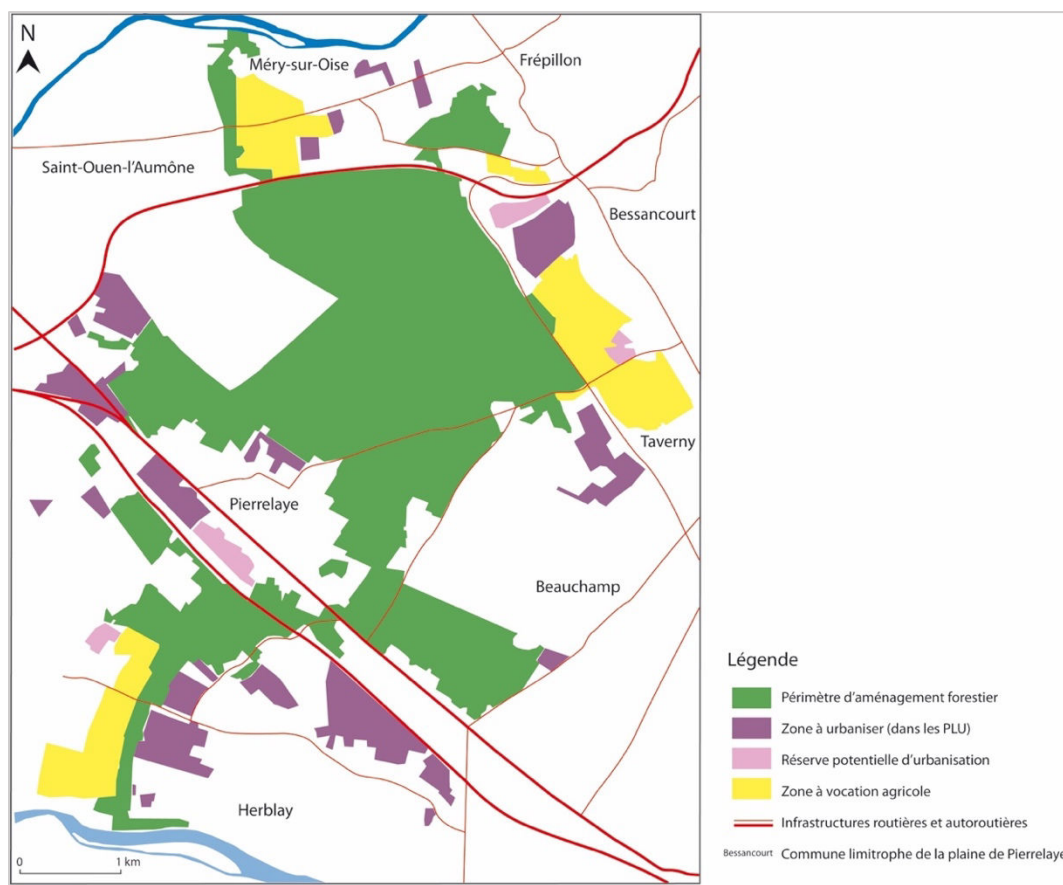 N
Méry-sur-Oise
Frépillon
Saint-Ouen-l'Aumône
Bessancourt
Taverny
Pierrelaye
Beauchamp
Herblay
0 1 km
Légende
Périmètre d'aménagement forestier
Zone à urbaniser (dans les PLU)
Réserve potentielle d'urbanisation
Zone à vocation agricole
Infrastructures routières et autoroutières
Bessancourt Commune limitrophe de la plaine de Pierrelaye